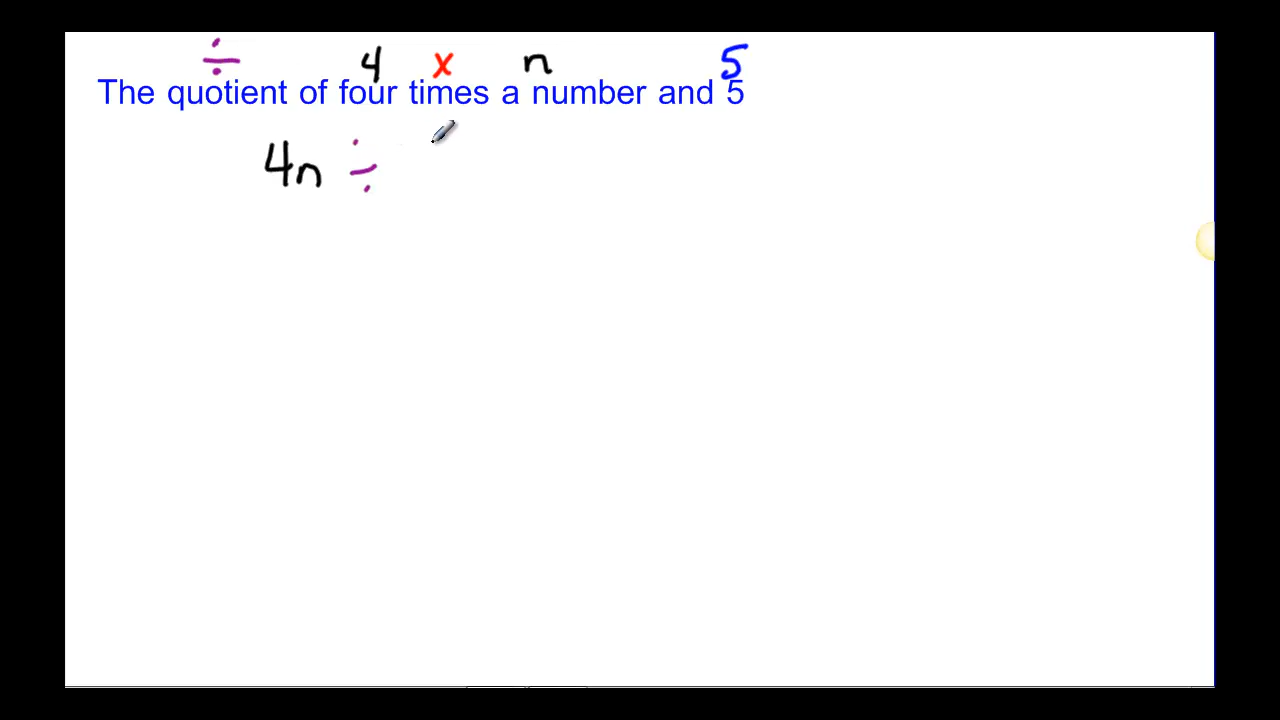 ÷ 4 x n 5
The quotient of four times a number and 5
4n ÷